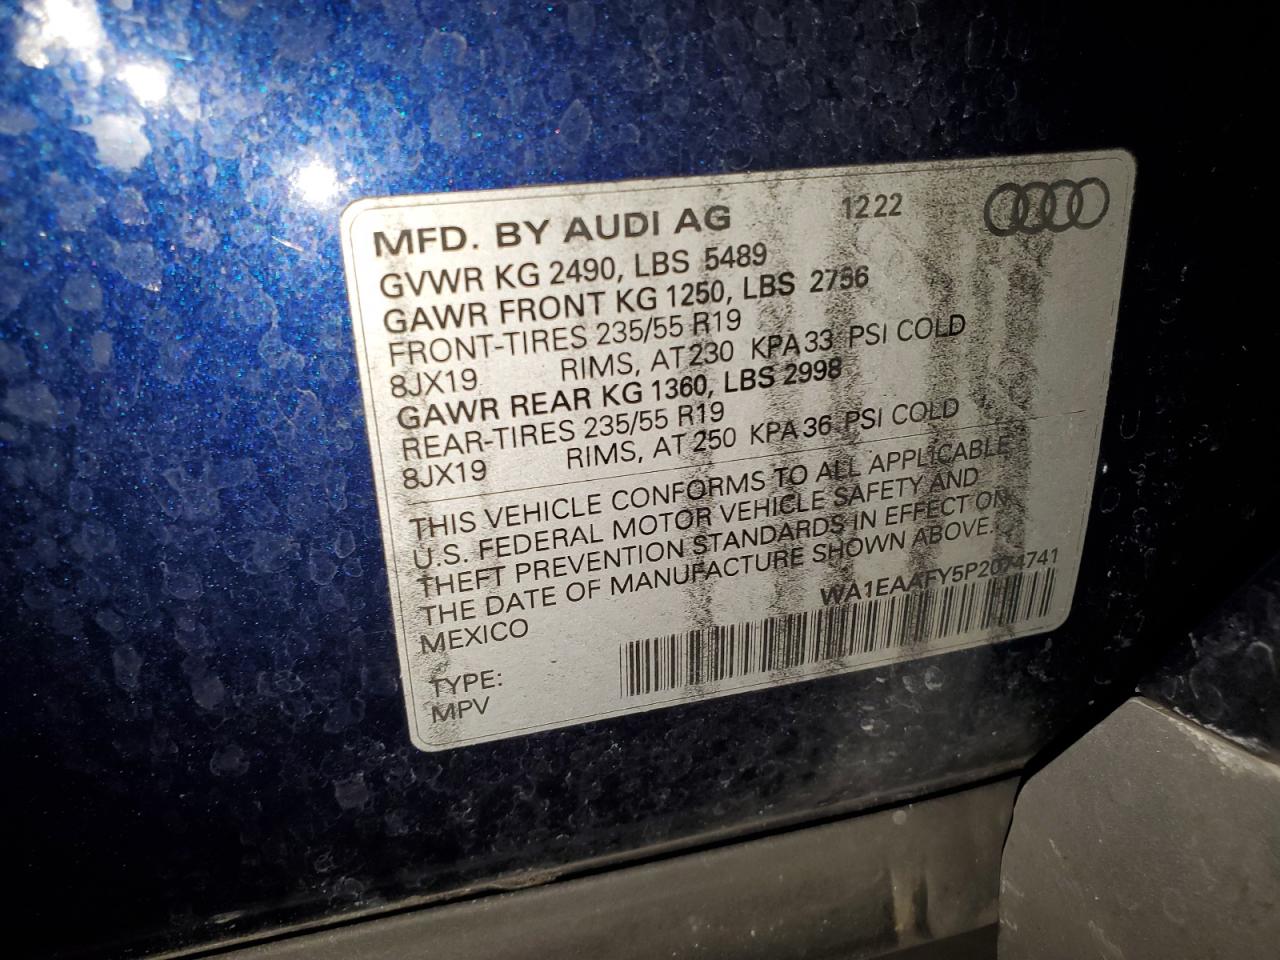 MFD. BY AUDI AG 12 22
GVWR KG 2490, LBS 5489
GAWR FRONT KG 1250, LBS 2756
FRONT-TIRES 235/55 R19
8JX19 RIMS, AT 230 KPA 33 PSI COLD
GAWR REAR KG 1360, LBS 2998
REAR-TIRES 235/55 R19
8JX19 RIMS, AT 250 KPA 36 PSI COLD
THIS VEHICLE CONFORMS TO ALL APPLICABLE
U.S. FEDERAL MOTOR VEHICLE SAFETY AND
THEFT PREVENTION STANDARDS IN EFFECT ON
THE DATE OF MANUFACTURE SHOWN ABOVE.
MEXICO WA1EAAFY5P2074741
TYPE:
MPV